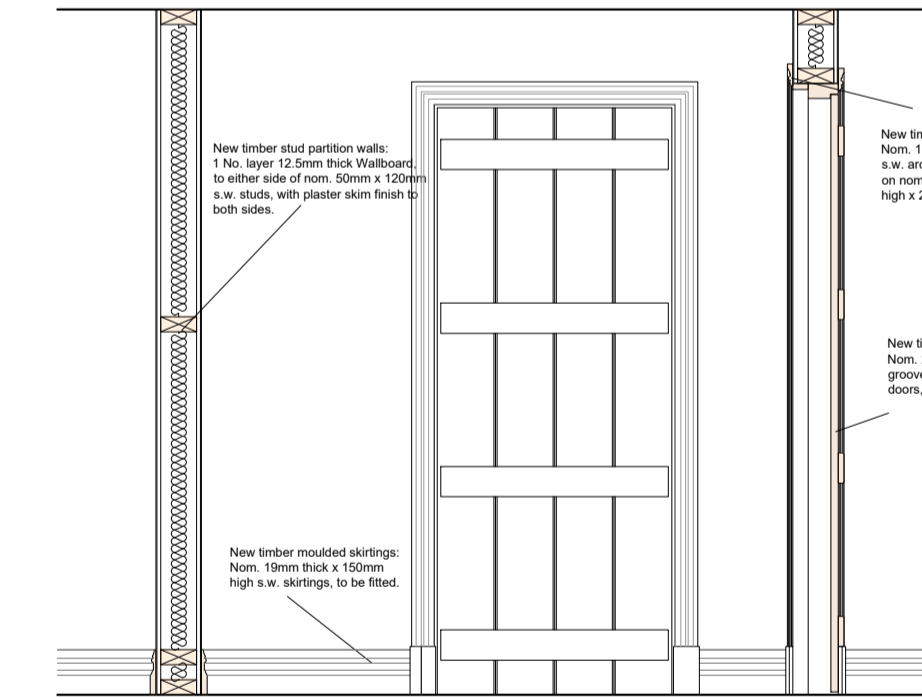 New timber stud partition walls:
1 No. layer 12.5mm thick Wallboard,
to either side of nom. 50mm x 120mm
s.w. studs, with plaster skim finish to
both sides.
New tim
Nom. 1
s.w. arc
on nom
high x 2
New ti
Nom.
groove
doors,
New timber moulded skirtings:
Nom. 19mm thick x 150mm
high s.w. skirtings, to be fitted.